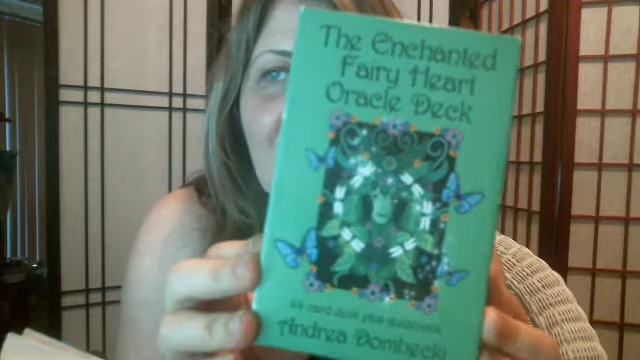 The Enchanted
Fairy Heart
Oracle Deck
44 card deck plus guidebook
Andrea Dombecki